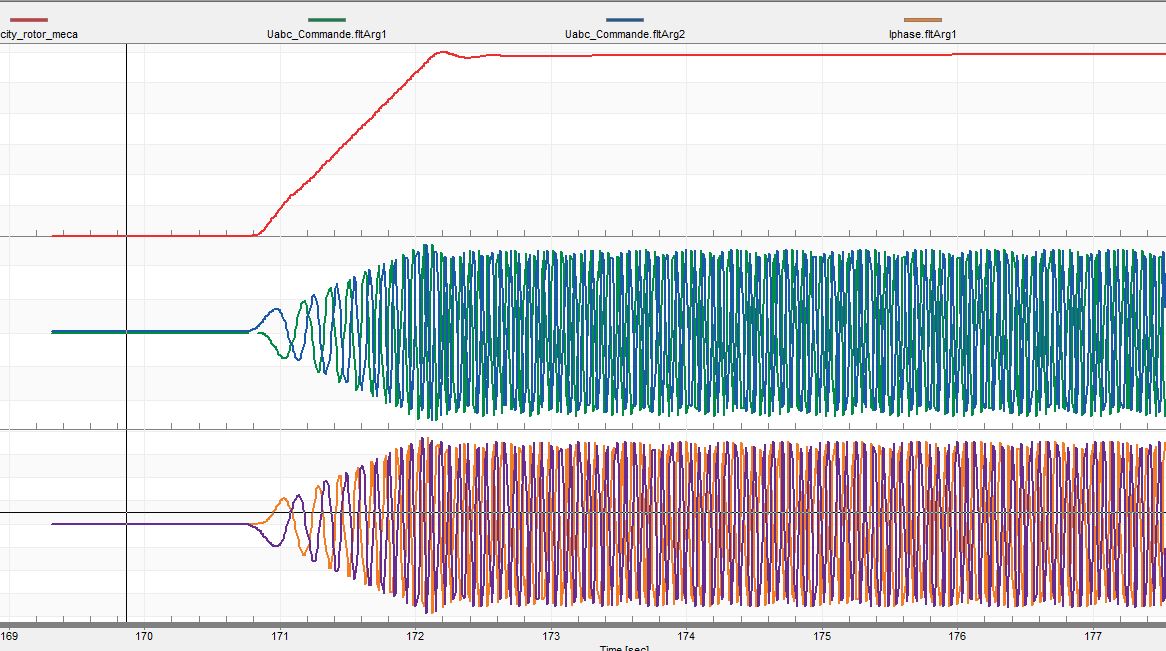 city_rotor_meca
Uabc_Commande.fltArg1
Uabc_Commande.fltArg2
Iphase.fltArg1
169 170 171 172 173 174 175 176 177
Time [sec]